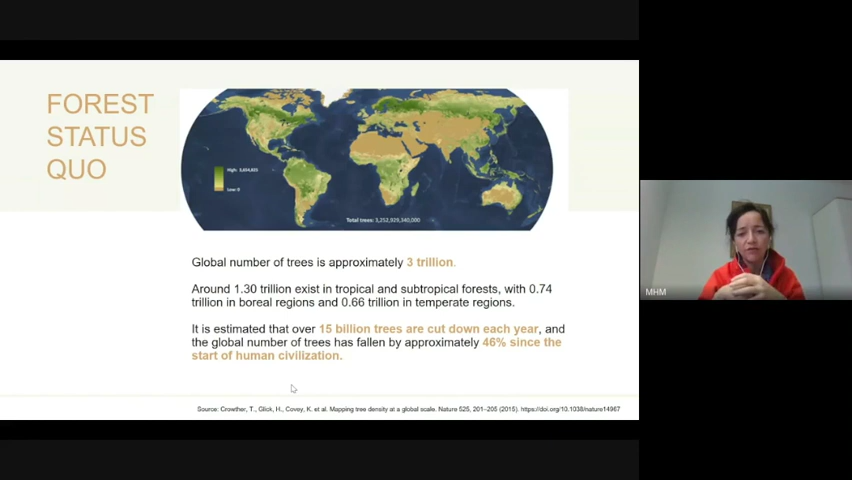 FOREST
STATUS
QUO
High: 3,654,925
Low: 0
Total trees: 3,252,929,340,000
Global number of trees is approximately 3 trillion.
Around 1.30 trillion exist in tropical and subtropical forests, with 0.74
trillion in boreal regions and 0.66 trillion in temperate regions.
It is estimated that over 15 billion trees are cut down each year, and
the global number of trees has fallen by approximately 46% since the
start of human civilization.
Source: Crowther, T., Glick, H., Covey, K. et al. Mapping tree density at a global scale. Nature 525, 201–205 (2015). https://doi.org/10.1038/nature14967
MHM